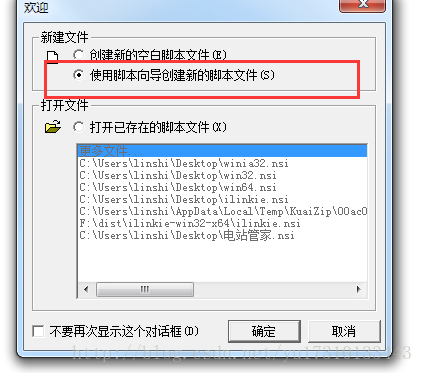 欢迎
新建文件
创建新的空白脚本文件(E)
使用脚本向导创建新的脚本文件(S)
打开文件
打开已存在的脚本文件(X)
更多文件
C:\Users\linshi\Desktop\winia32.nsi
C:\Users\linshi\Desktop\win32.nsi
C:\Users\linshi\Desktop\win64.nsi
C:\Users\linshi\Desktop\ilinkie.nsi
C:\Users\linshi\AppData\Local\Temp\KuaiZip\00ac0
F:\dist\ilinkie-win32-x64\ilinkie.nsi
C:\Users\linshi\Desktop\电站管家.nsi
不要再次显示这个对话框(D)
确定
取消